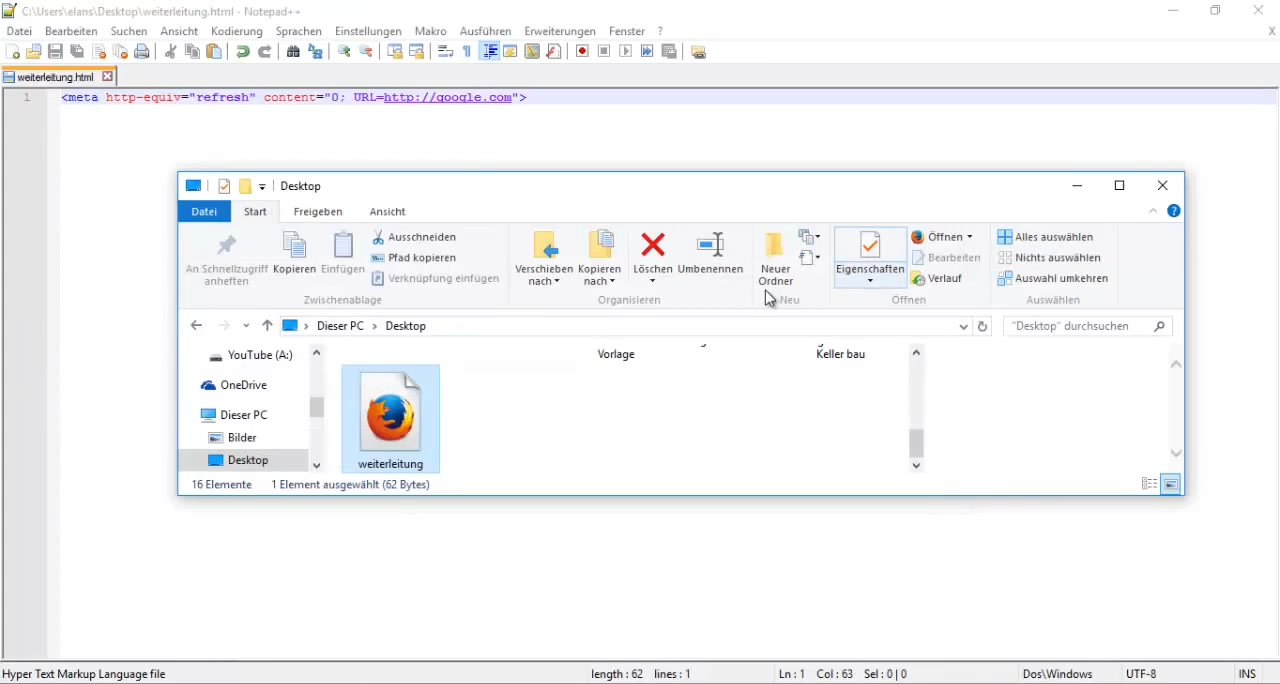 C:\Users\elans\Desktop\weiterleitung.html - Notepad++
Datei Bearbeiten Suchen Ansicht Kodierung Sprachen Einstellungen Makro Ausführen Erweiterungen Fenster ? X
weiterleitung.html
1 <meta http-equiv="refresh" content="0; URL=http://google.com">
Desktop
Datei Start Freigeben Ansicht
An Schnellzugriff anheften
Kopieren
Einfügen
Ausschneiden
Pfad kopieren
Verknüpfung einfügen
Zwischenablage
Verschieben nach
Kopieren nach
Löschen
Umbenennen
Organisieren
Neuer Ordner
Neu
Eigenschaften
Öffnen
Bearbeiten
Verlauf
Öffnen
Alles auswählen
Nichts auswählen
Auswahl umkehren
Auswählen
Dieser PC > Desktop
"Desktop" durchsuchen
YouTube (A:)
OneDrive
Dieser PC
Bilder
Desktop
Vorlage
Keller bau
weiterleitung
16 Elemente 1 Element ausgewählt (62 Bytes)
Hyper Text Markup Language file length : 62 lines : 1 Ln : 1 Col : 63 Sel : 0 | 0 Dos\Windows UTF-8 INS